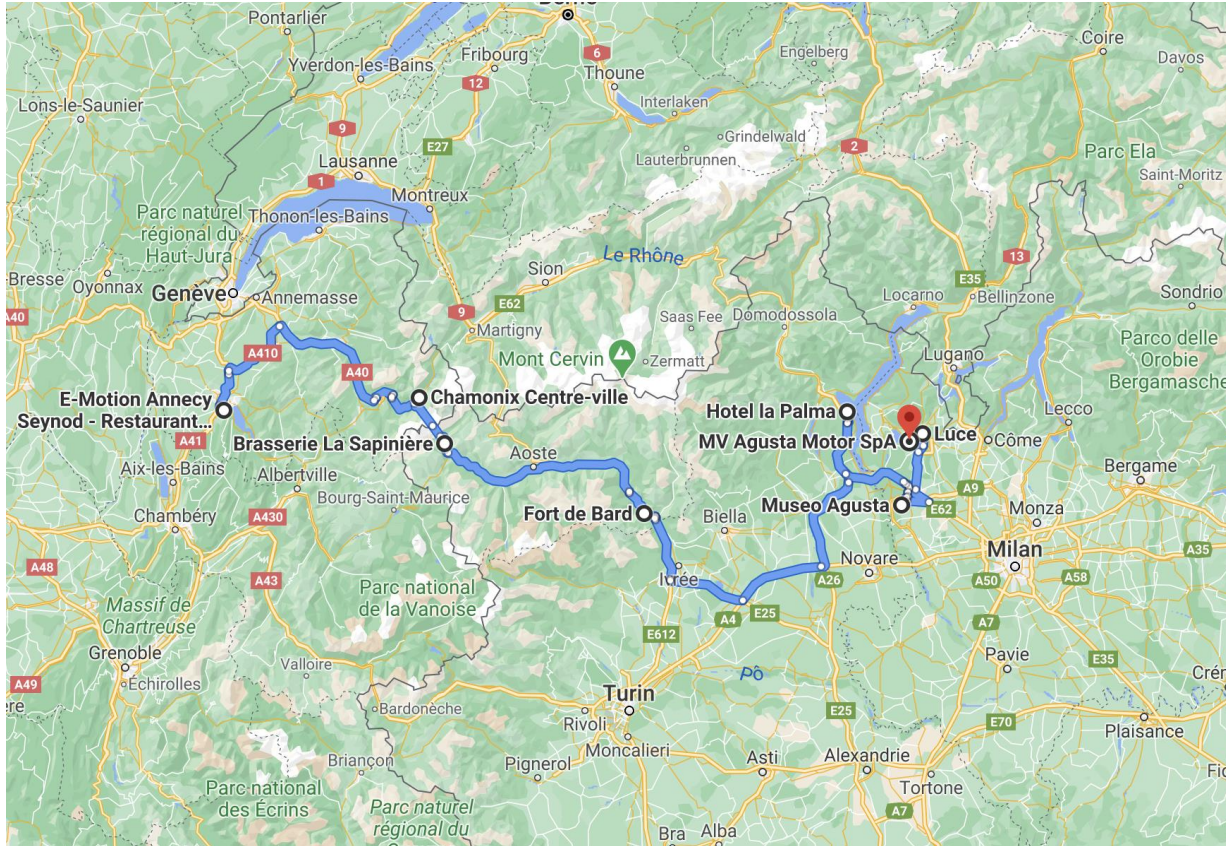 Berne
Pontarlier
Coire
6
Fribourg
Engelberg
Yverdon-les-Bains
Davos
Thoune
12
Lons-le-Saunier
Interlaken
9
Grindelwald
2
E27
Lausanne
Lauterbrunnen
Parc Ela
1
Saint-Moritz
Montreux
Parc naturel
régional du
Haut-Jura
Thonon-les-Bains
Le Rhône
13
-Bresse
Oyonnax
Sion
E35
Genève
Annemasse
Locarno
Bellinzone
Sondrio
A40
9
E62
Saas Fee
Domodossola
Martigny
Parco delle
Orobie
Bergamasche
A410
Mont Cervin
Zermatt
Lugano
A40
E-Motion Annecy
Seynod - Restaurant...
Chamonix Centre-ville
Hotel la Palma
Lecco
Luce
MV Agusta Motor SpA
Côme
A41
Brasserie La Sapinière
Aoste
Aix-les-Bains
Albertville
Bergame
Bourg-Saint-Maurice
A9
Museo Agusta
E62
Fort de Bard
Biella
Monza
Chambéry
A430
Milan
A35
Novare
Ivrée
A48
A43
A26
A50
A58
Parc national
de la Vanoise
Massif de
Chartreuse
A4
E25
A7
E612
Grenoble
Pavie
E35
Échirolles
Valloire
Pô
A49
Turin
Bardonèche
E25
E70
Rivoli
Plaisance
Moncalieri
Briançon
Pignerol
Asti
Alexandrie
Tortone
Parc national
des Écrins
Parc naturel
régional du
A7
Bra
Alba